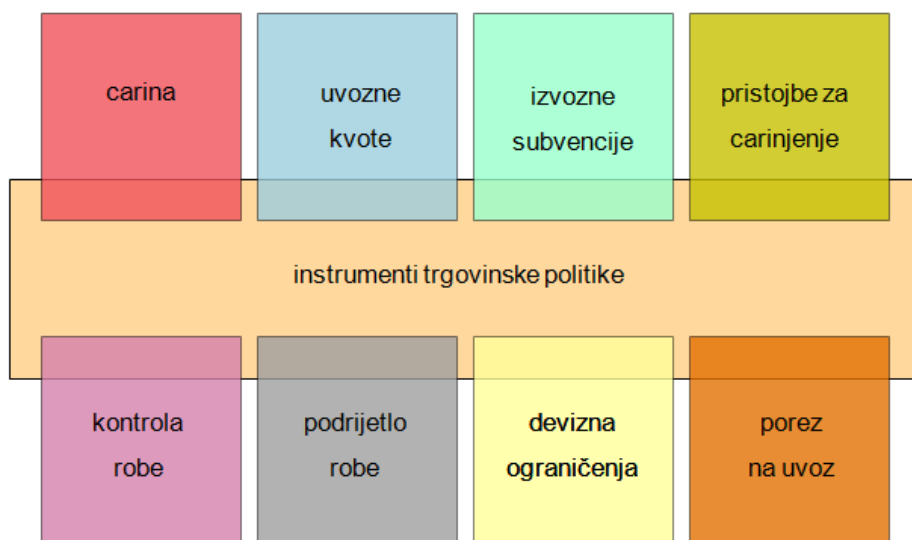 carina
uvozne
kvote
izvozne
subvencije
pristojbe za
carinjenje
instrumenti trgovinske politike
kontrola
robe
podrijetlo
robe
devizna
ograničenja
porez
na uvoz